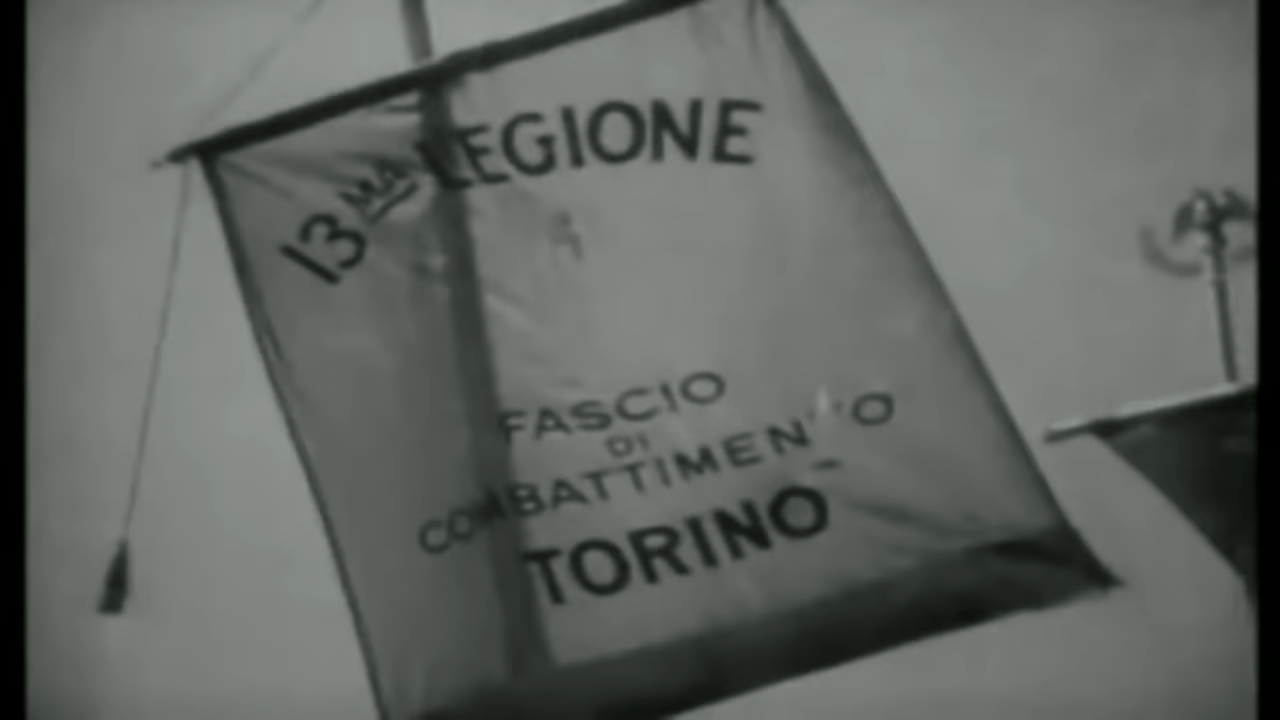 13MA LEGIONE
FASCIO
DI
COMBATTIMENTO
TORINO